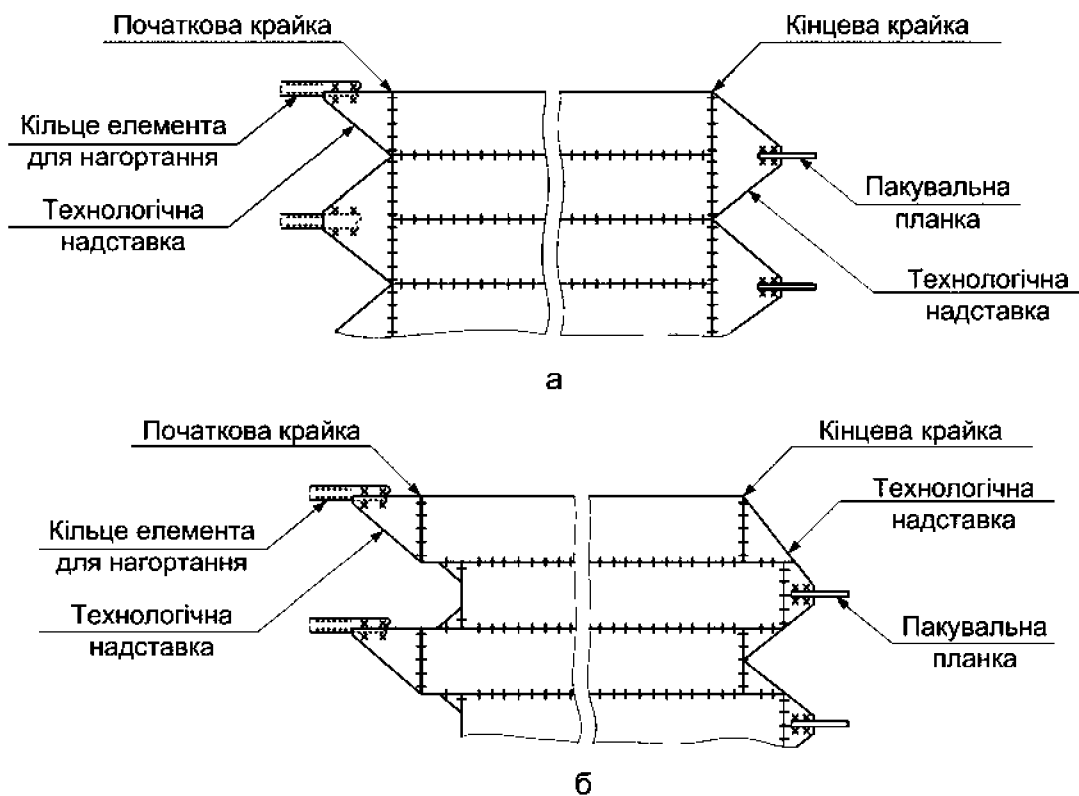 Початкова крайка
Кінцева крайка
Кільце елемента
для нагортання
Технологічна
надставка
Пакувальна
планка
Технологічна
надставка
а
Початкова крайка
Кінцева крайка
Технологічна
надставка
Кільце елемента
для нагортання
Технологічна
надставка
Пакувальна
планка
б